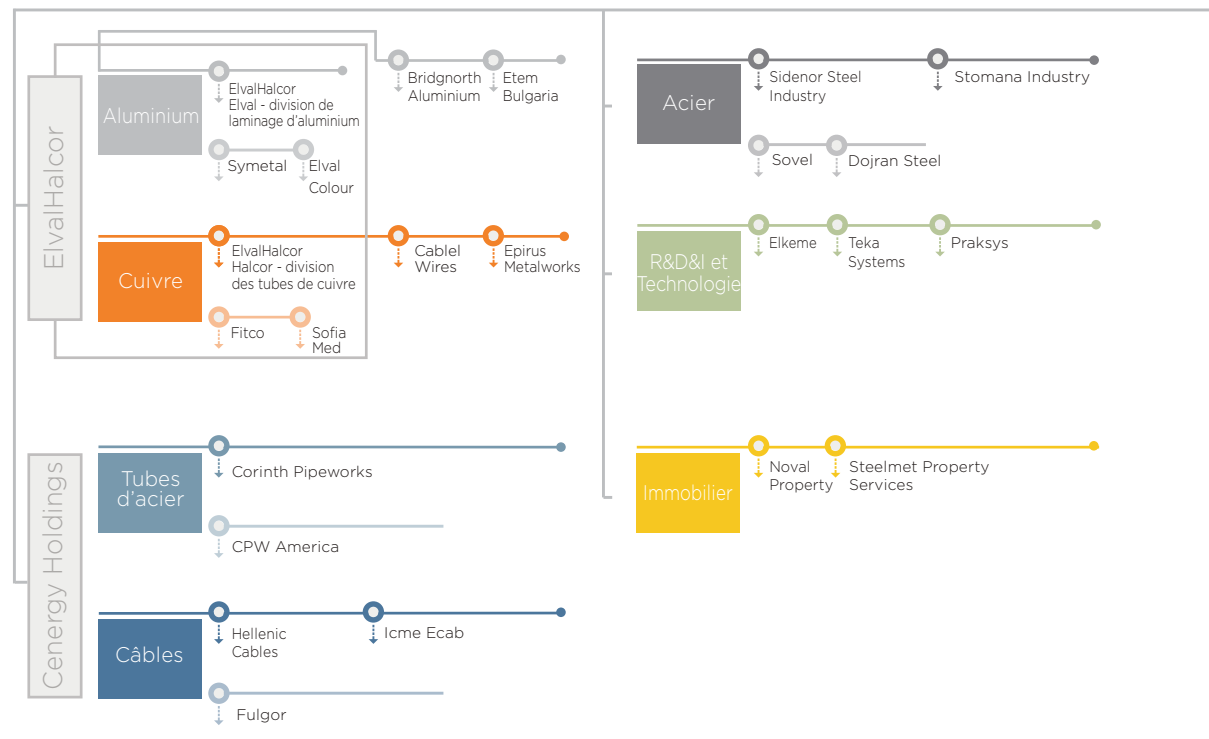 ElvalHalcor
Aluminium
ElvalHalcor
Elval - division de
laminage d'aluminium
Symetal
Elval
Colour
Bridgnorth
Aluminium
Etem
Bulgaria
Cuivre
ElvalHalcor
Halcor - division
des tubes de cuivre
Fitco
Sofia
Med
Cablel
Wires
Epirus
Metalworks
Cenergy Holdings
Tubes
d'acier
Corinth Pipeworks
CPW America
Câbles
Hellenic
Cables
Icme Ecab
Fulgor
Acier
Sidenor Steel
Industry
Stomana Industry
Sovel
Dojran Steel
R&D&I et
Technologie
Elkeme
Teka
Systems
Praksys
Immobilier
Noval
Property
Steelmet Property
Services